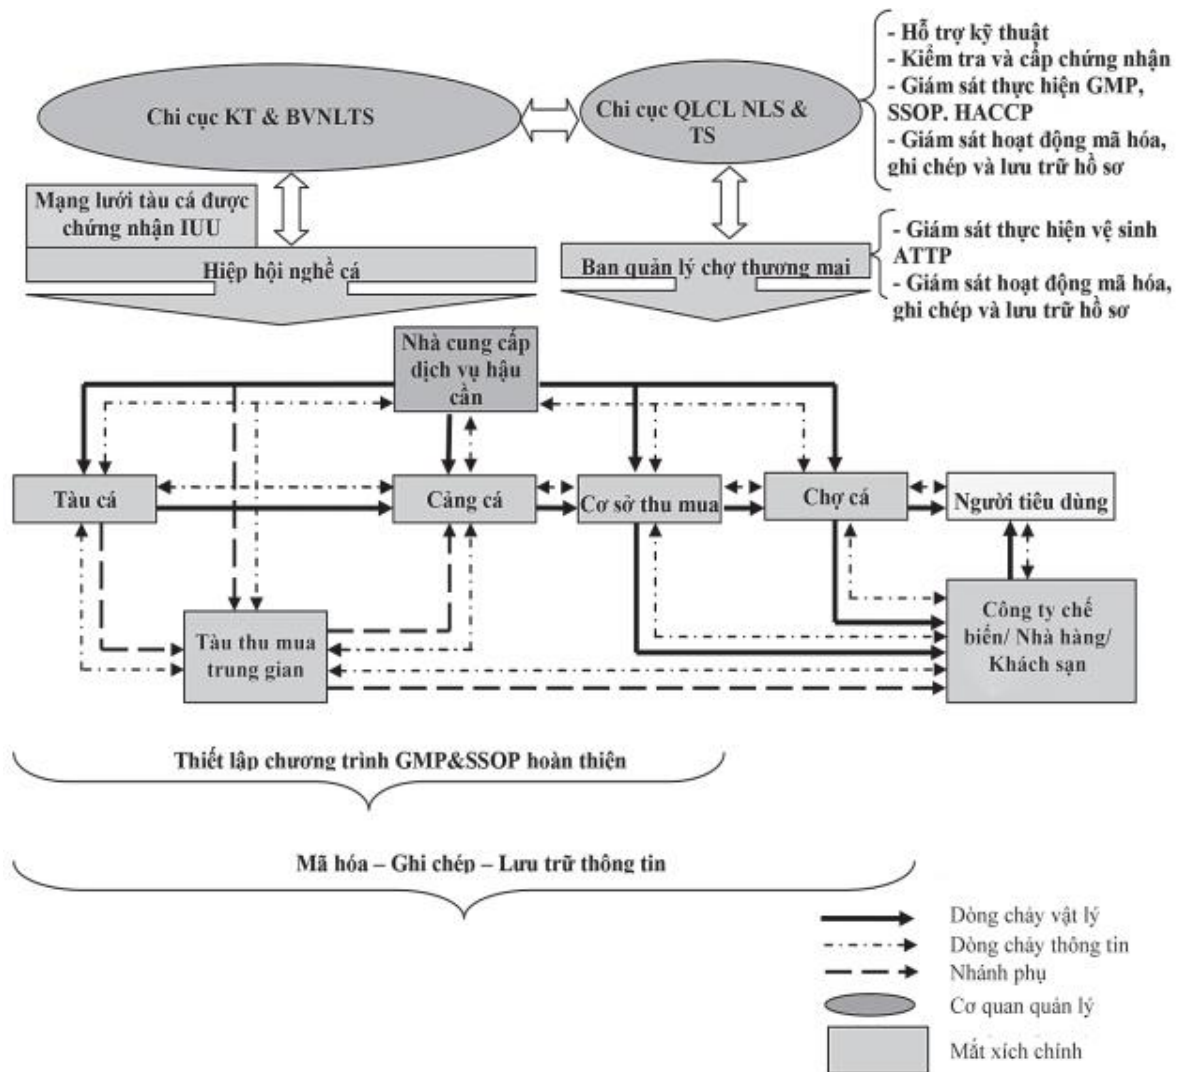 - Hỗ trợ kỹ thuật
- Kiểm tra và cấp chứng nhận
- Giám sát thực hiện GMP,
SSOP. HACCP
- Giám sát hoạt động mã hóa,
ghi chép và lưu trữ hồ sơ
Chi cục KT & BVNLTS
Chi cục QLCL NLS &
TS
Mạng lưới tàu cá được
chứng nhận IUU
Hiệp hội nghề cá
Ban quản lý chợ thương mai
- Giám sát thực hiện vệ sinh
ATTP
- Giám sát hoạt động mã hóa,
ghi chép và lưu trữ hồ sơ
Nhà cung cấp
dịch vụ hậu
cần
Tàu cá
Cảng cá
Cơ sở thu mua
Chợ cá
Người tiêu dùng
Tàu thu mua
trung gian
Công ty chế
biến/ Nhà hàng/
Khách sạn
Thiết lập chương trình GMP&SSOP hoàn thiện
Mã hóa – Ghi chép – Lưu trữ thông tin
Dòng chảy vật lý
Dòng chảy thông tin
Nhánh phụ
Cơ quan quản lý
Mắt xích chính